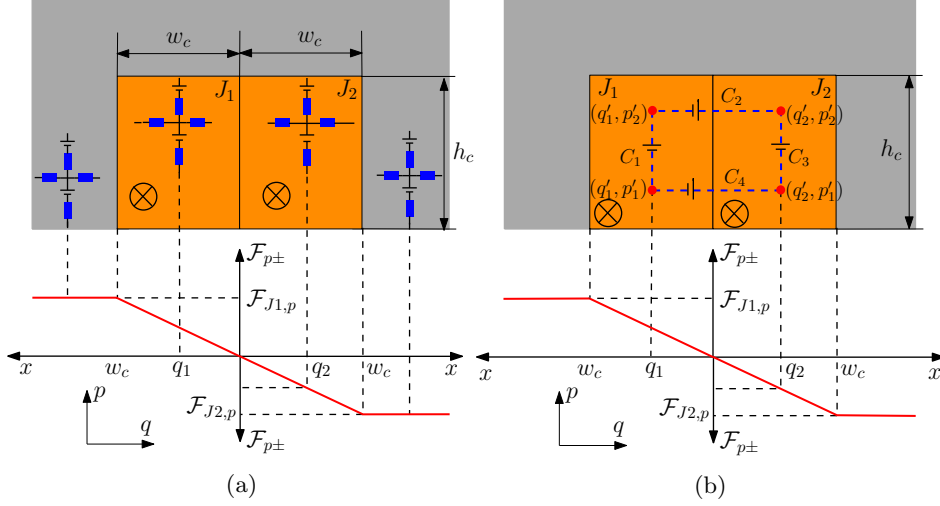 w_c w_c
J_1 J_2
h_c
F_{p±}
F_{J1,p}
x w_c q_1 q_2 w_c x
F_{J2,p}
p
q
F_{p±}
(a)
J_1 J_2
C_2
(q'_1, p'_2) (q'_2, p'_2)
C_1 C_3
h_c
C_4
(q'_1, p'_1) (q'_2, p'_1)
F_{p±}
F_{J1,p}
x w_c q_1 q_2 w_c x
F_{J2,p}
p
q
F_{p±}
(b)